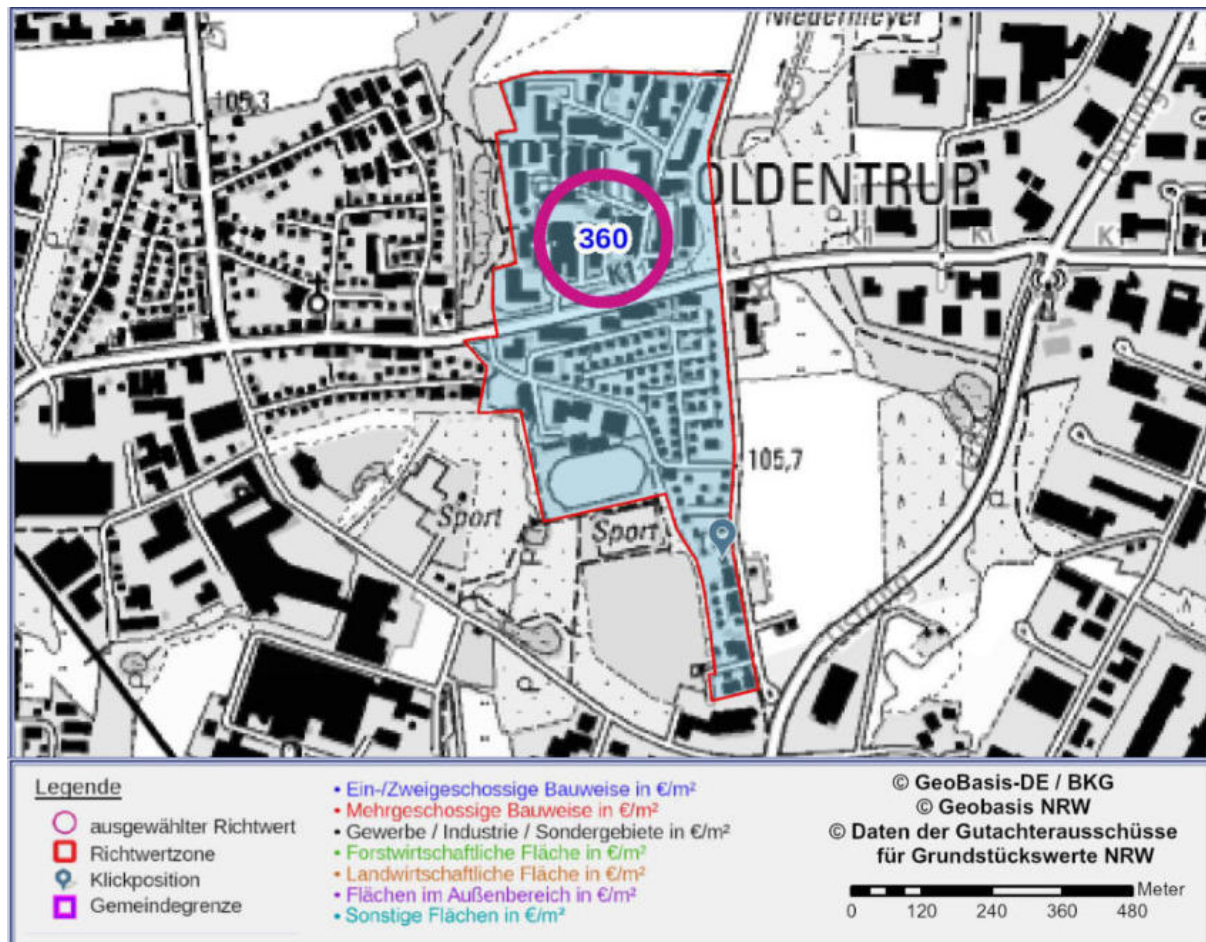 Niedermeyer
105,3
OLDENTRUP
360
K1
105,7
Sport
Sport
Legende
ausgewählter Richtwert
Richtwertzone
Klickposition
Gemeindegrenze
• Ein-/Zweigeschossige Bauweise in €/m²
• Mehrgeschossige Bauweise in €/m²
• Gewerbe / Industrie / Sondergebiete in €/m²
• Forstwirtschaftliche Fläche in €/m²
• Landwirtschaftliche Fläche in €/m²
• Flächen im Außenbereich in €/m²
• Sonstige Flächen in €/m²
© GeoBasis-DE / BKG
© Geobasis NRW
© Daten der Gutachterausschüsse
für Grundstückswerte NRW
Meter
0 120 240 360 480